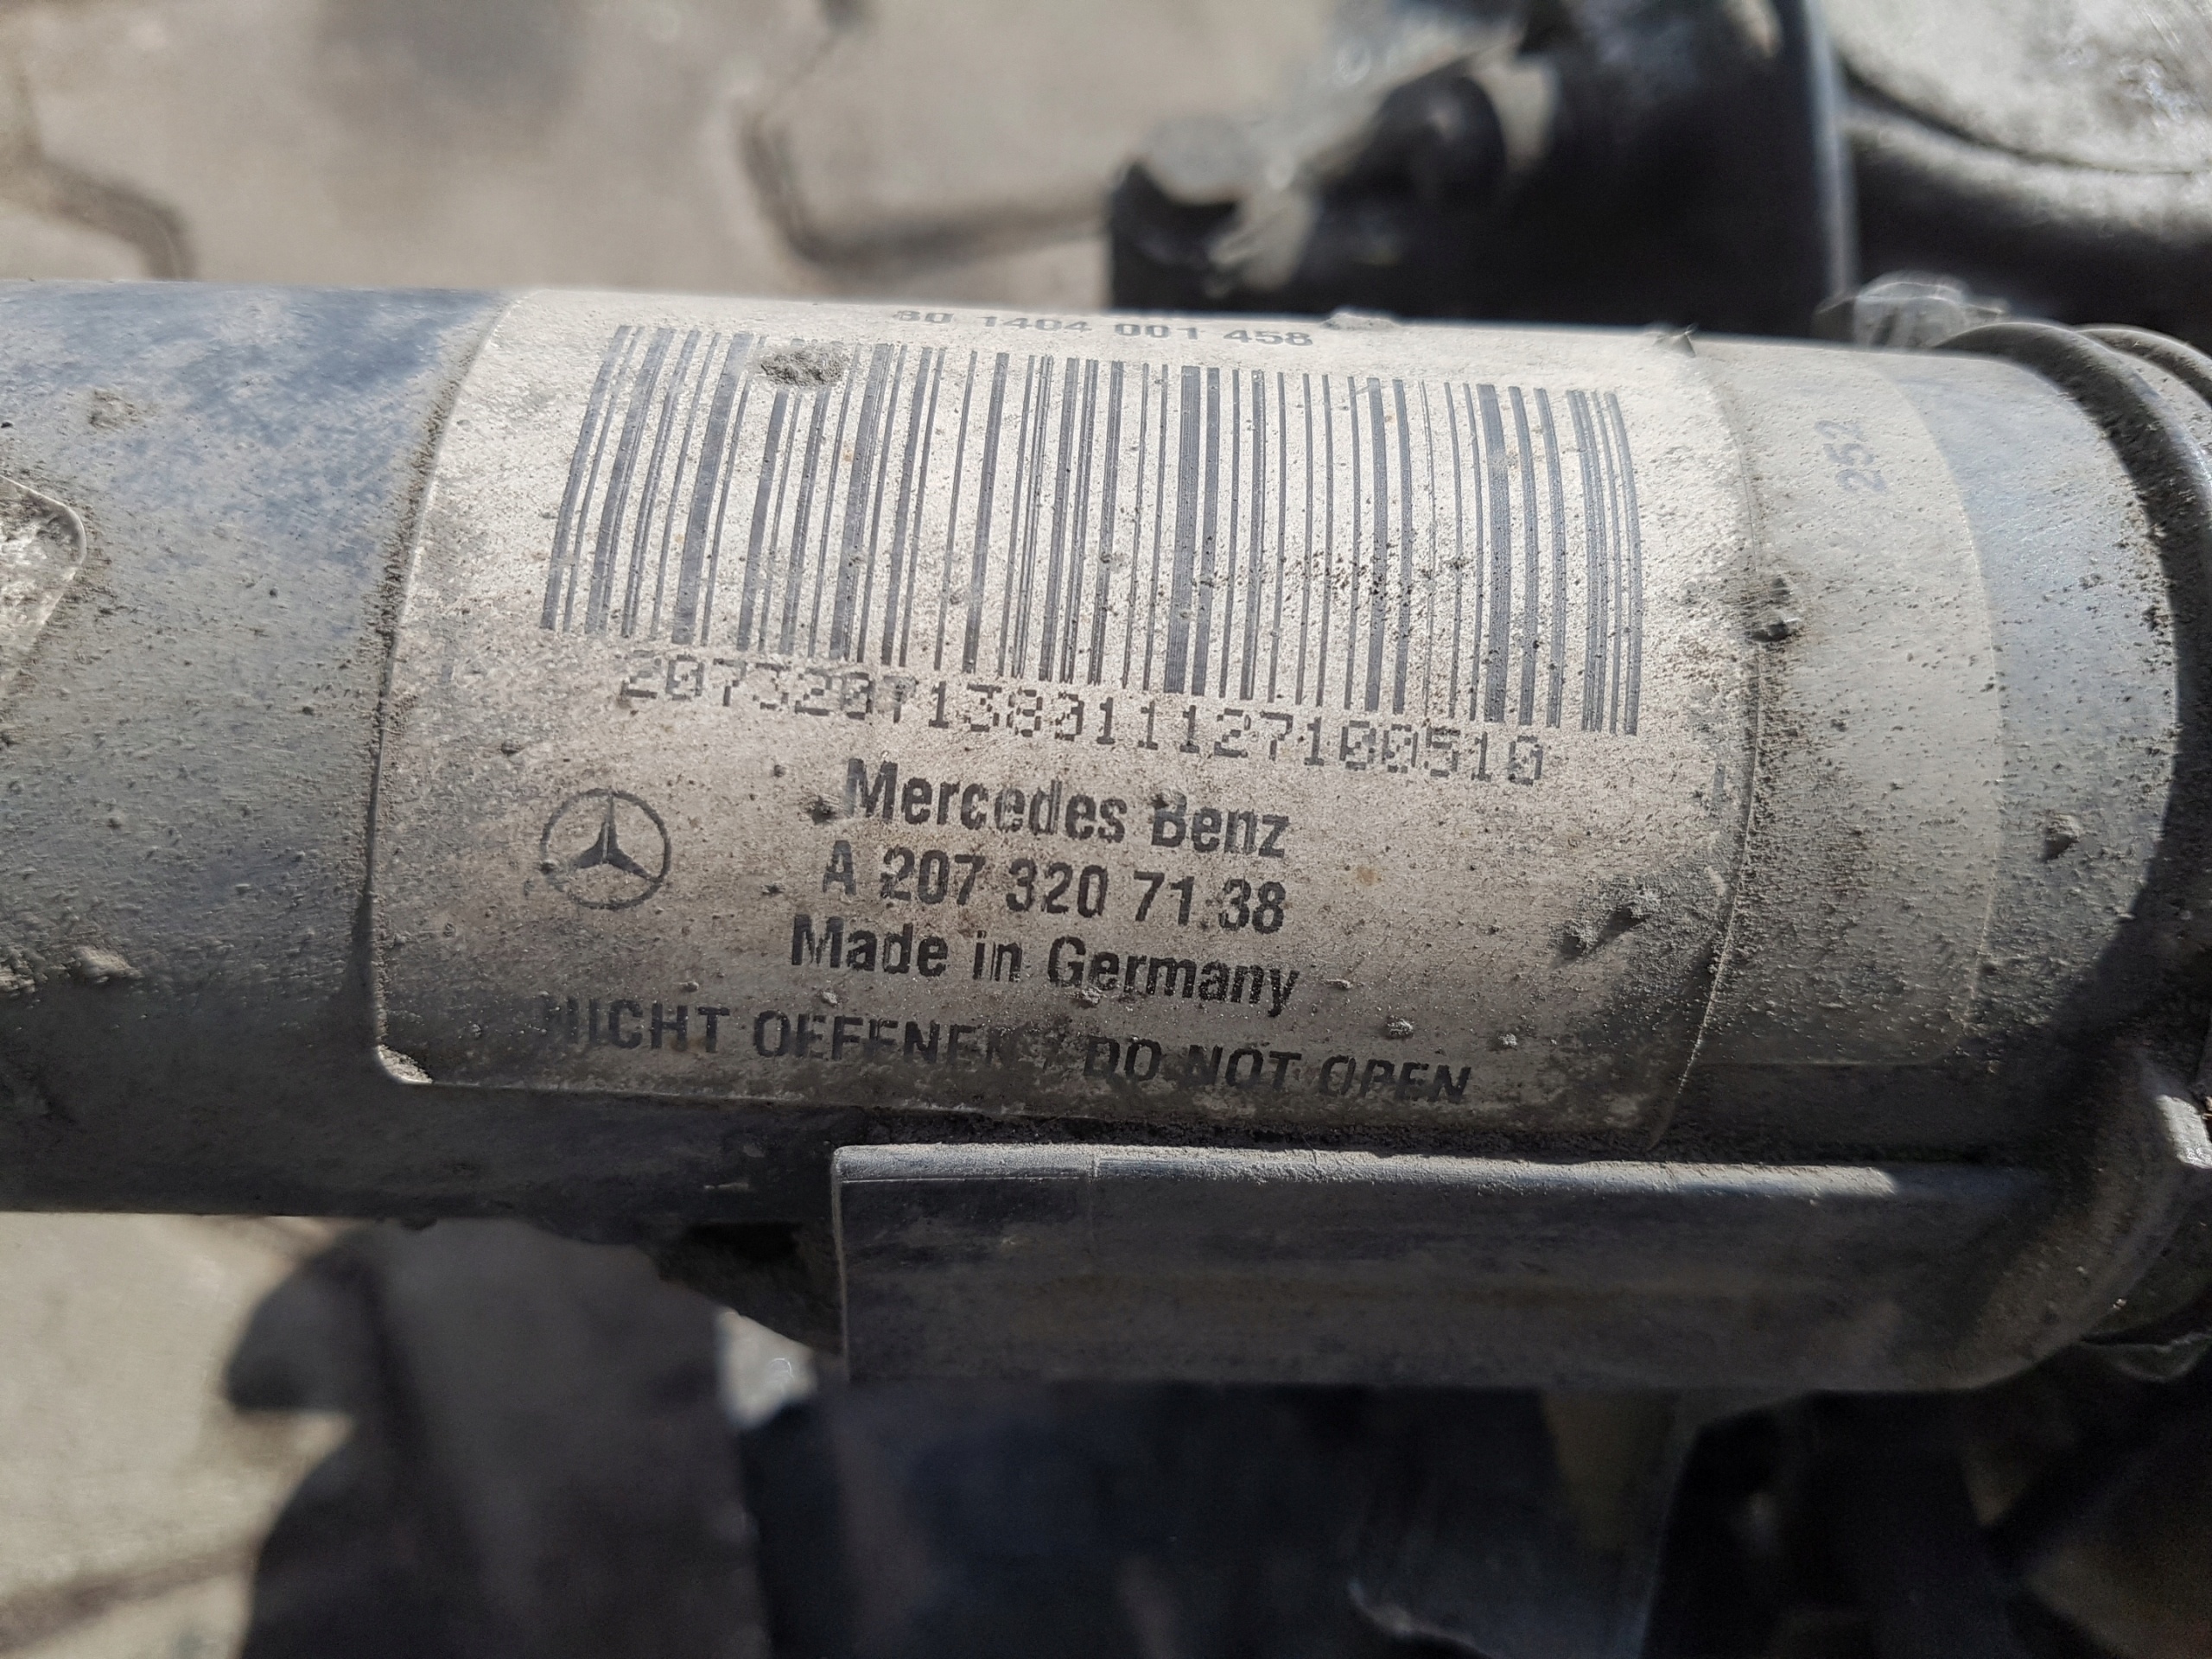 30 1404 001 458
252
20732071380111127100510
Mercedes Benz
A 207 320 71 38
Made in Germany
NICHT OEFFENEN / DO NOT OPEN